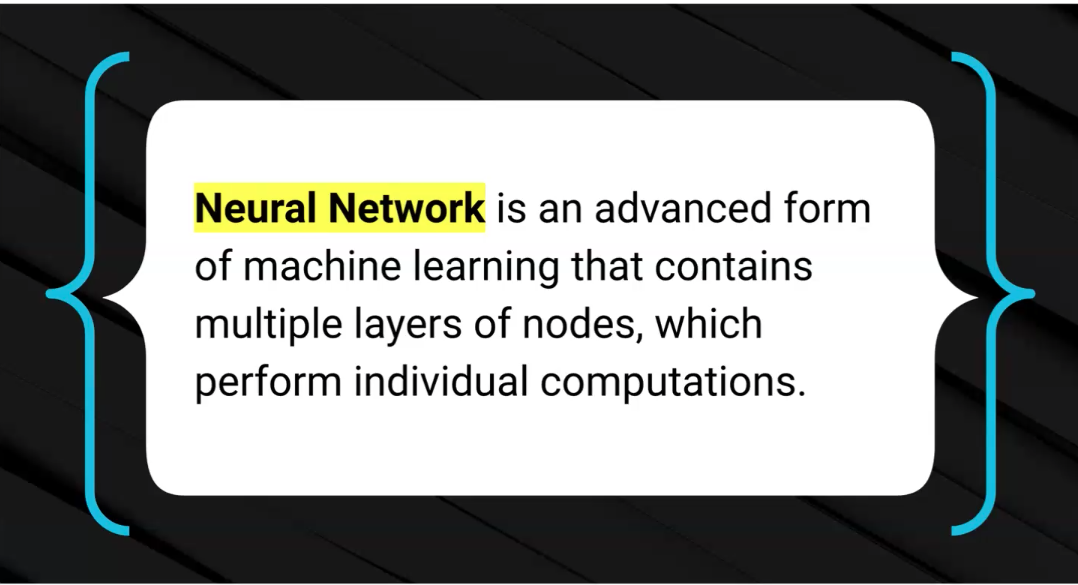 Neural Network is an advanced form
of machine learning that contains
multiple layers of nodes, which
perform individual computations.